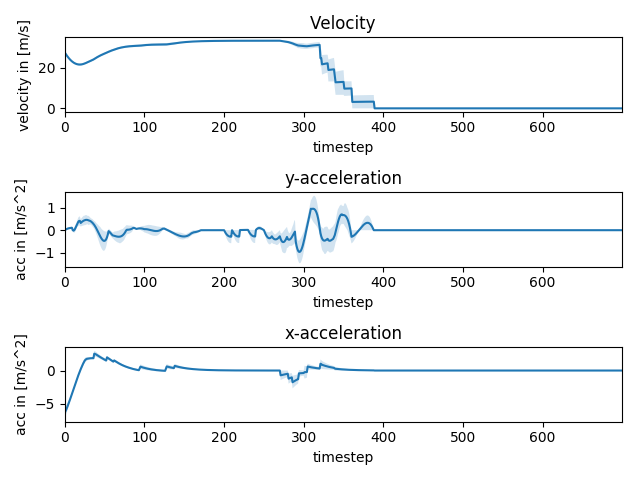 Velocity
velocity in [m/s]
20
0
0 100 200 300 400 500 600
timestep
y-acceleration
acc in [m/s^2]
1
0
−1
0 100 200 300 400 500 600
timestep
x-acceleration
acc in [m/s^2]
0
−5
0 100 200 300 400 500 600
timestep